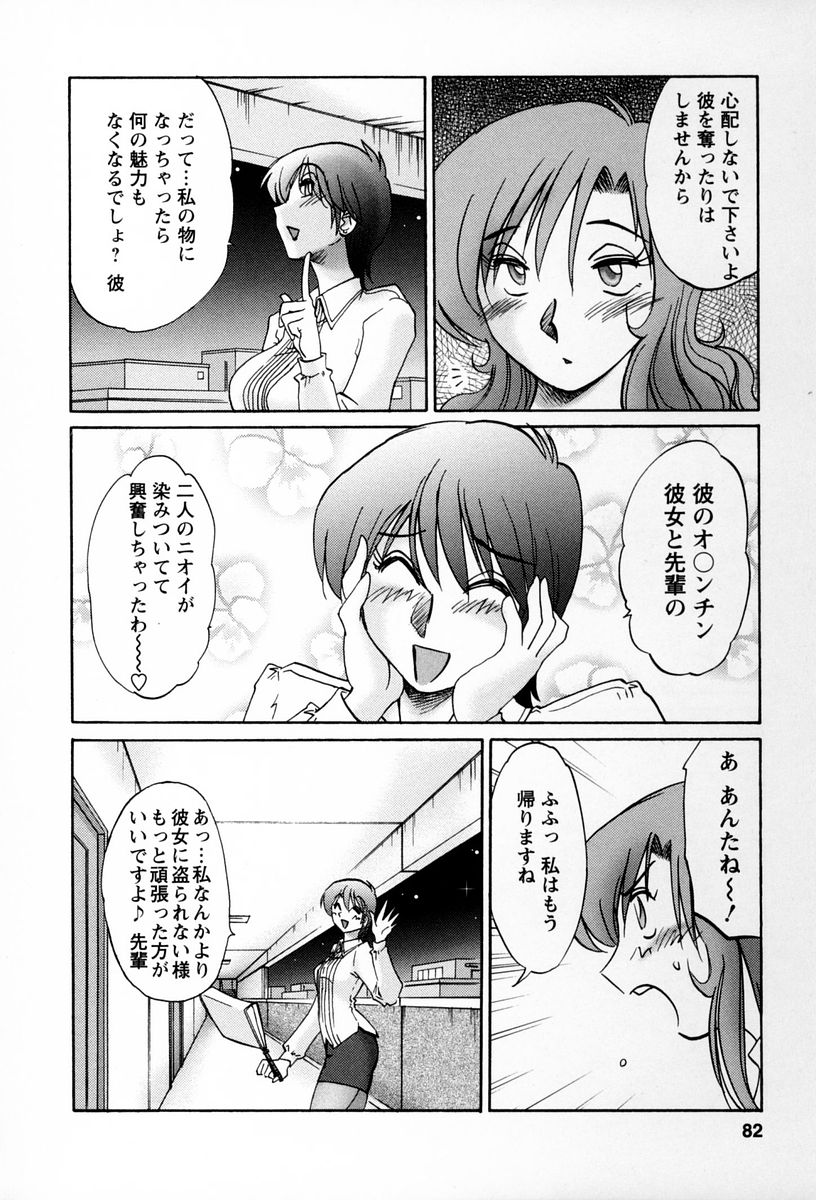 心配しないで下さいよ
彼を奪ったりは
しませんから
だって…私の物に
なっちゃったら
何の魅力も
なくなるでしょ？彼
彼のオ〇ンチン
彼女と先輩の
二人のニオイが
染みついてて
興奮しちゃったわ〜〜♡
あ あんたね〜！
ふふっ 私はもう
帰りますね
あっ…私なんかより
彼女に盗られない様
もっと頑張った方が
いいですよ♪ 先輩
82